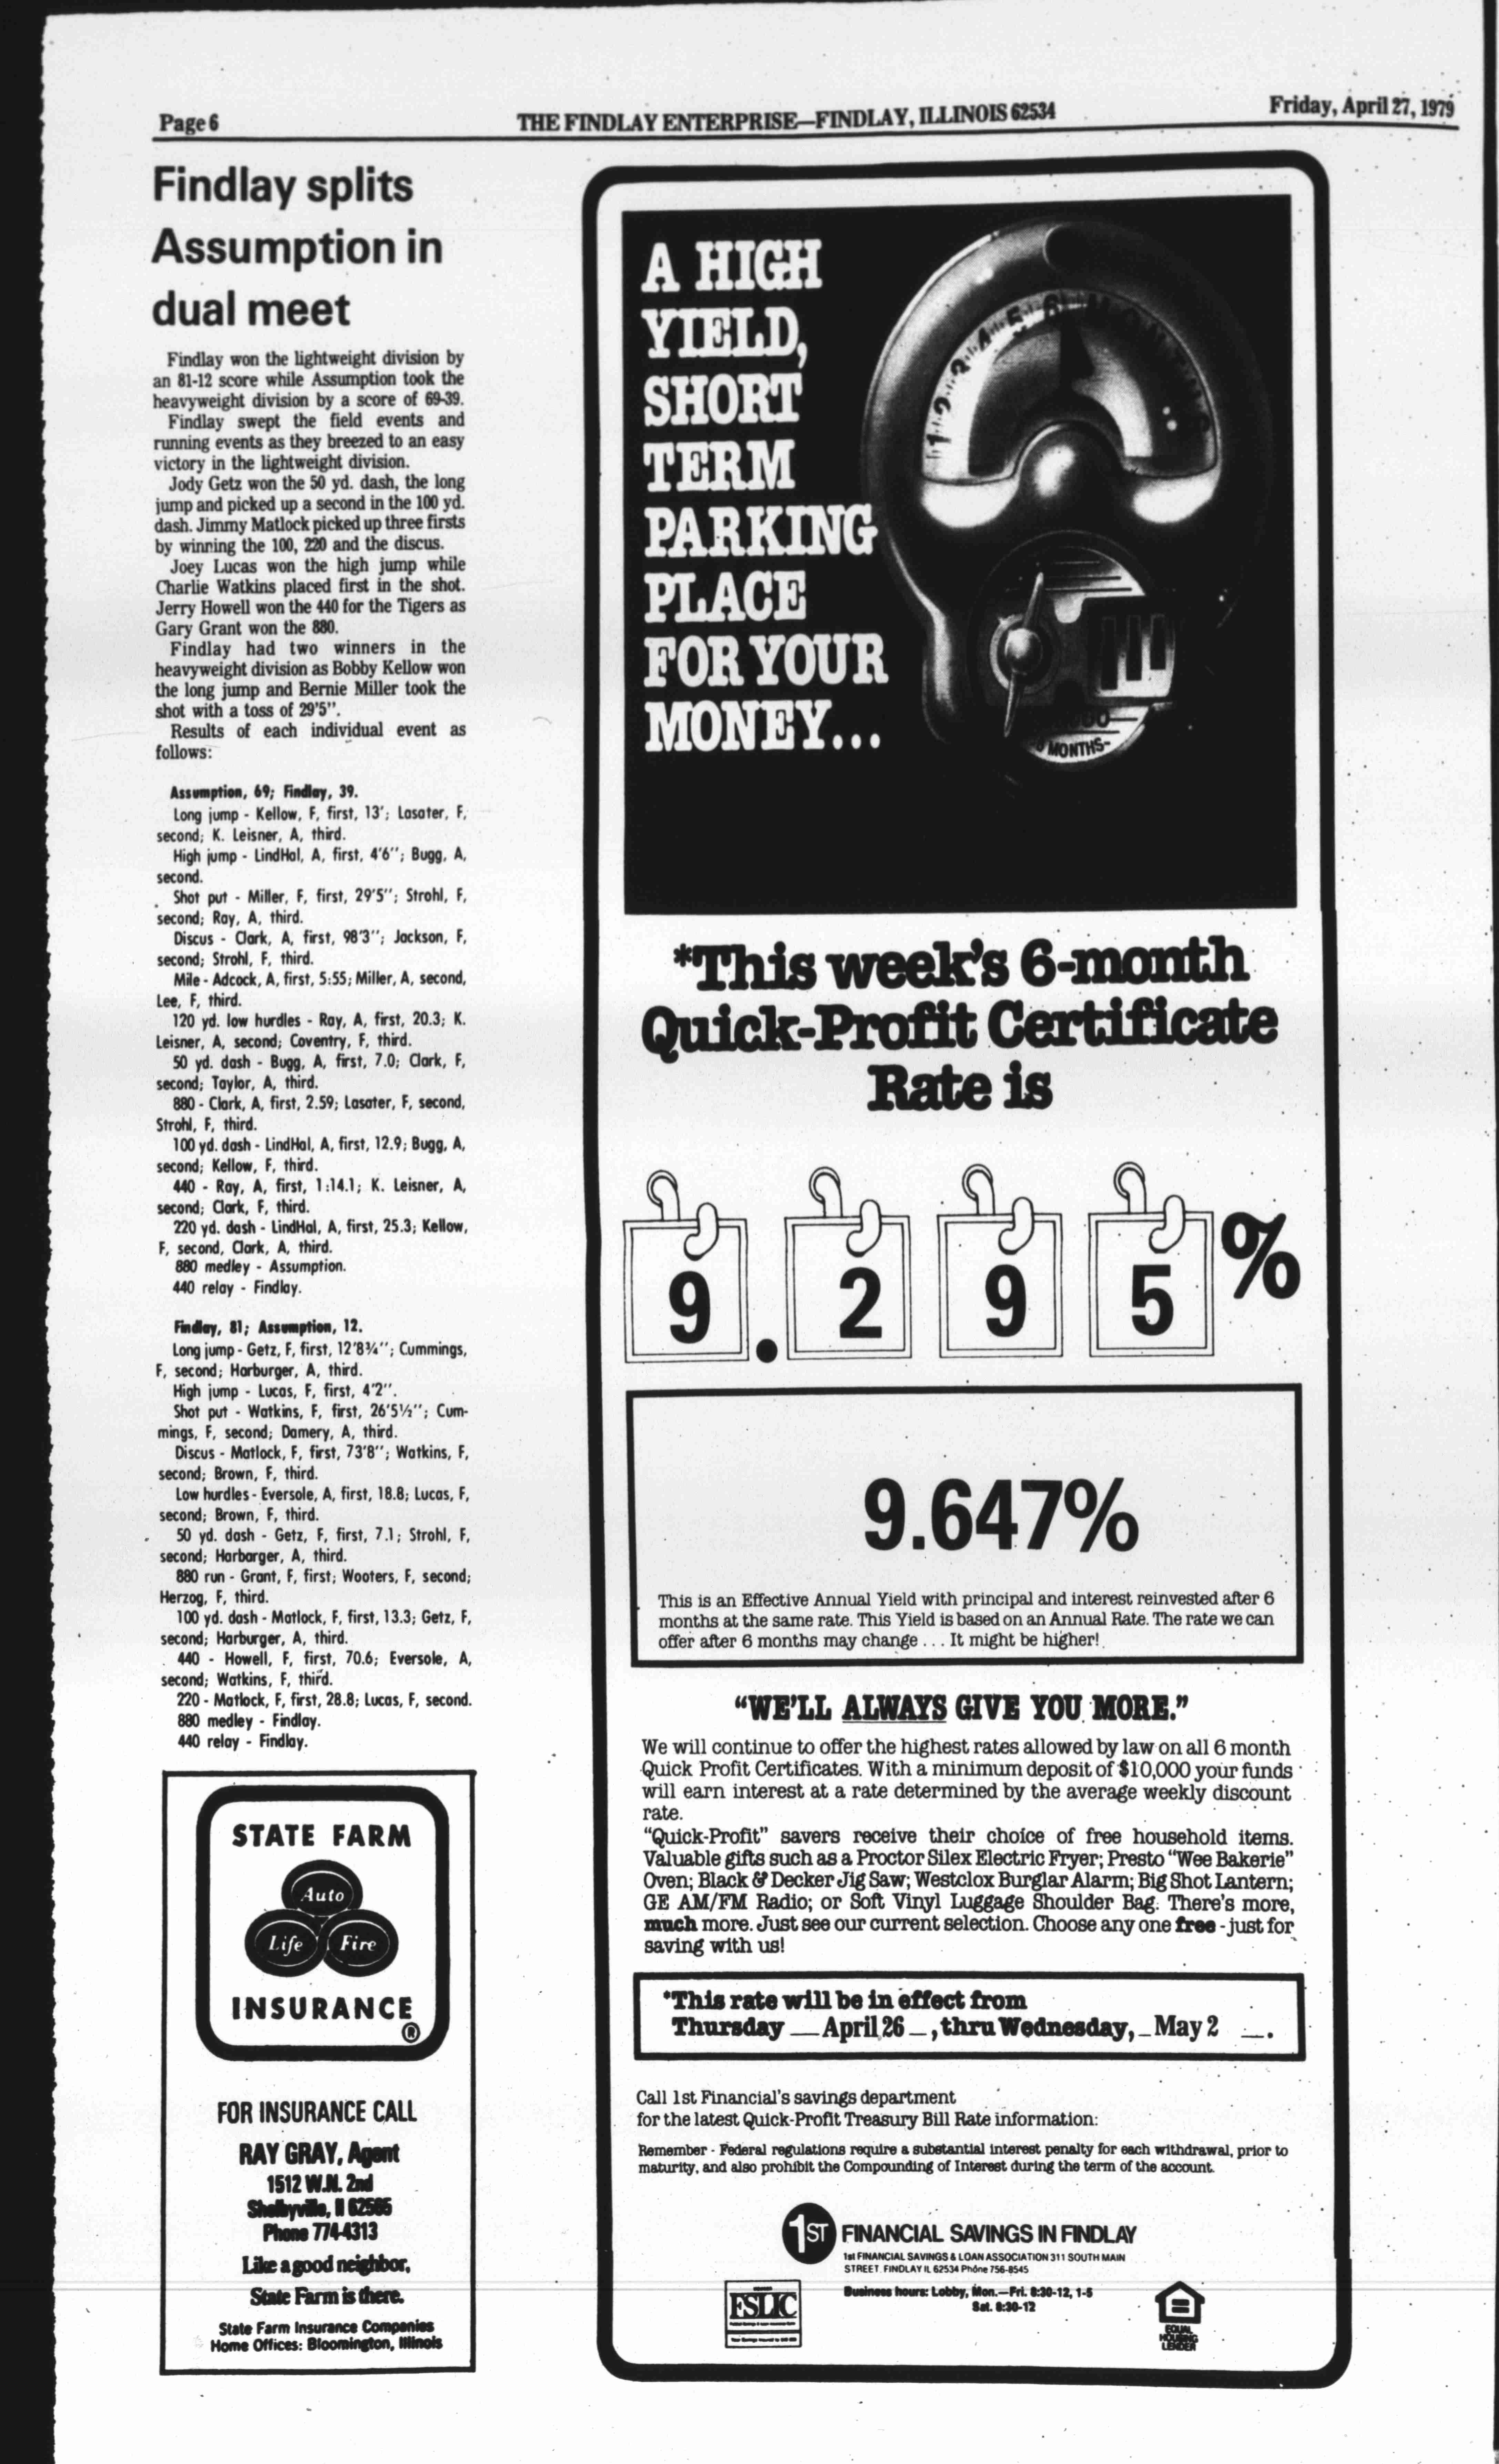 Page 6
THE FINDLAY ENTERPRISE—FINDLAY, ILLINOIS 62534
Friday, April 27, 1979
Findlay splits
Assumption in
dual meet
Findlay won the lightweight division by
an 81-12 score while Assumption took the
heavyweight division by a score of 69-39.
Findlay swept the field events and
running events as they breezed to an easy
victory in the lightweight division.
Jody Getz won the 50 yd. dash, the long
jump and picked up a second in the 100 yd.
dash. Jimmy Matlock picked up three firsts
by winning the 100, 220 and the discus.
Joey Lucas won the high jump while
Charlie Watkins placed first in the shot.
Jerry Howell won the 440 for the Tigers as
Gary Grant won the 880.
Findlay had two winners in the
heavyweight division as Bobby Kellow won
the long jump and Bernie Miller took the
shot with a toss of 29'5".
Results of each individual event as
follows:
Assumption, 69; Findlay, 39.
Long jump - Kellow, F, first, 13'; Lasater, F,
second; K. Leisner, A, third.
High jump - LindHal, A, first, 4'6"; Bugg, A,
second.
Shot put - Miller, F, first, 29'5"; Strohl, F,
second; Ray, A, third.
Discus - Clark, A, first, 98'3"; Jackson, F,
second; Strohl, F, third.
Mile - Adcock, A, first, 5:55; Miller, A, second,
Lee, F, third.
120 yd. low hurdles - Ray, A, first, 20.3; K.
Leisner, A, second; Coventry, F, third.
50 yd. dash - Bugg, A, first, 7.0; Clark, F,
second; Taylor, A, third.
880 - Clark, A, first, 2.59; Lasater, F, second,
Strohl, F, third.
100 yd. dash - LindHal, A, first, 12.9; Bugg, A,
second; Kellow, F, third.
440 - Ray, A, first, 1:14.1; K. Leisner, A,
second; Clark, F, third.
220 yd. dash - LindHal, A, first, 25.3; Kellow,
F, second, Clark, A, third.
880 medley - Assumption.
440 relay - Findlay.
Findlay, 81; Assumption, 12.
Long jump - Getz, F, first, 12'8¾"; Cummings,
F, second; Harburger, A, third.
High jump - Lucas, F, first, 4'2".
Shot put - Watkins, F, first, 26'5½"; Cum-
mings, F, second; Damery, A, third.
Discus - Matlock, F, first, 73'8"; Watkins, F,
second; Brown, F, third.
Low hurdles - Eversole, A, first, 18.8; Lucas, F,
second; Brown, F, third.
50 yd. dash - Getz, F, first, 7.1; Strohl, F,
second; Harbarger, A, third.
880 run - Grant, F, first; Wooters, F, second;
Herzog, F, third.
100 yd. dash - Matlock, F, first, 13.3; Getz, F,
second; Harburger, A, third.
440 - Howell, F, first, 70.6; Eversole, A,
second; Watkins, F, third.
220 - Matlock, F, first, 28.8; Lucas, F, second.
880 medley - Findlay.
440 relay - Findlay.
STATE FARM
Auto
Life Fire
INSURANCE
®
FOR INSURANCE CALL
RAY GRAY, Agent
1512 W.N. 2nd
Shelbyville, Il 62565
Phone 774-4313
Like a good neighbor,
State Farm is there.
State Farm Insurance Companies
Home Offices: Bloomington, Illinois
A HIGH
YIELD,
SHORT
TERM
PARKING
PLACE
FOR YOUR
MONEY...
1 2 3 4 5 6 MONTHS
MONTHS
*This week's 6-month
Quick-Profit Certificate
Rate is
9.295%
9.647%
This is an Effective Annual Yield with principal and interest reinvested after 6
months at the same rate. This Yield is based on an Annual Rate. The rate we can
offer after 6 months may change . . . It might be higher!
"WE'LL ALWAYS GIVE YOU MORE."
We will continue to offer the highest rates allowed by law on all 6 month
Quick Profit Certificates. With a minimum deposit of $10,000 your funds
will earn interest at a rate determined by the average weekly discount
rate.
"Quick-Profit" savers receive their choice of free household items.
Valuable gifts such as a Proctor Silex Electric Fryer; Presto "Wee Bakerie"
Oven; Black & Decker Jig Saw; Westclox Burglar Alarm; Big Shot Lantern;
GE AM/FM Radio; or Soft Vinyl Luggage Shoulder Bag. There's more,
much more. Just see our current selection. Choose any one free - just for
saving with us!
*This rate will be in effect from
Thursday __ April 26 _, thru Wednesday, _ May 2 __.
Call 1st Financial's savings department
for the latest Quick-Profit Treasury Bill Rate information:
Remember - Federal regulations require a substantial interest penalty for each withdrawal, prior to
maturity, and also prohibit the Compounding of Interest during the term of the account.
1ST FINANCIAL SAVINGS IN FINDLAY
1st FINANCIAL SAVINGS & LOAN ASSOCIATION 311 SOUTH MAIN
STREET FINDLAY IL 62534 Phone 756-8545
Business hours: Lobby, Mon.—Fri. 8:30-12, 1-5
Sat. 8:30-12
FSLIC
EQUAL
HOUSING
LENDER